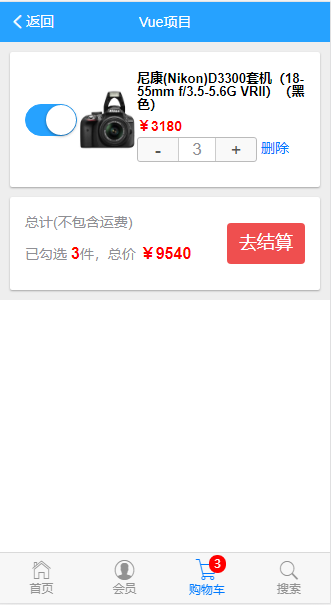 返回
Vue项目
尼康(Nikon)D3300套机（18-
55mm f/3.5-5.6G VRII）（黑
色）
￥3180
- 3 + 删除
总计(不包含运费)
已勾选 3件，总价 ￥9540
去结算
3
首页 会员 购物车 搜索